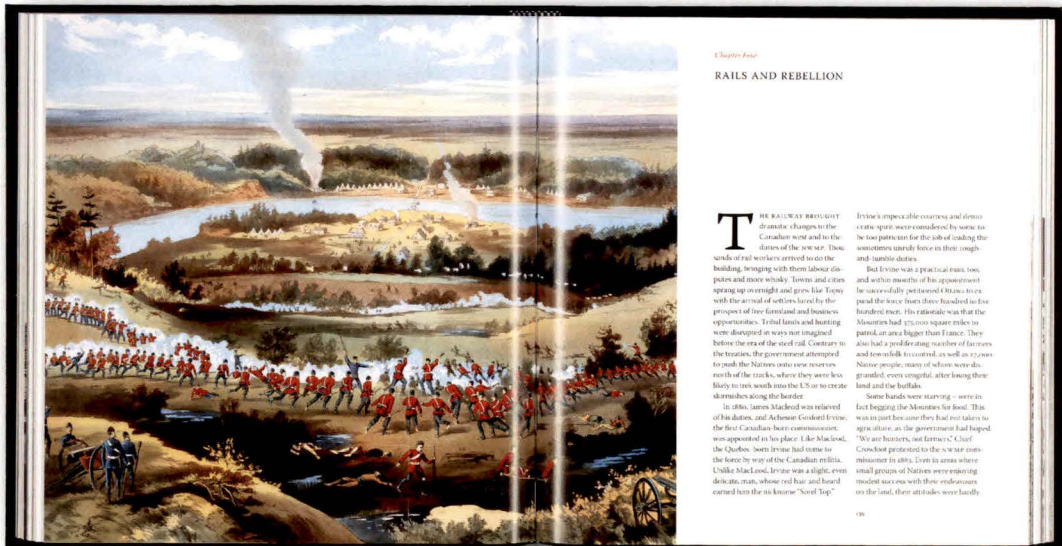 Chapter Four
RAILS AND REBELLION
THE RAILWAY BROUGHT
dramatic changes to the
Canadian west and to the
duties of the NWMP. Thou
sands of rail workers arrived to do the
building, bringing with them labour dis-
putes and more whisky. Towns and cities
sprang up overnight and grew like Topsy
with the arrival of settlers lured by the
prospect of free farmland and business
opportunities. Tribal lands and hunting
were disrupted in ways not imagined
before the era of the steel rail. Contrary to
the treaties, the government attempted
to push the Natives onto new reserves
north of the tracks, where they were less
likely to trek south into the US or to create
skirmishes along the border.
In 1880, James Macleod was relieved
of his duties, and Acheson Gosford Irvine,
the first Canadian-born commissioner,
was appointed in his place. Like Macleod,
the Quebec-born Irvine had come to
the force by way of the Canadian militia.
Unlike MacLeod, Irvine was a slight, even
delicate, man, whose red hair and beard
earned him the nickname "Sorel Top."
Irvine's impeccable courtesy and demo
cratic spirit were considered by some to
be too patrician for the job of leading the
sometimes unruly force in their rough-
and-tumble duties.
But Irvine was a practical man, too,
and within months of his appointment
he successfully petitioned Ottawa to ex
pand the force from three hundred to five
hundred men. His rationale was that the
Mounties had 375,000 square miles to
patrol, an area bigger than France. They
also had a proliferating number of farmers
and townfolk to control, as well as 27,000
Native people, many of whom were dis-
gruntled, even vengeful, after losing their
land and the buffalo.
Some bands were starving – were in
fact begging the Mounties for food. This
was in part because they had not taken to
agriculture, as the government had hoped.
"We are hunters, not farmers," Chief
Crowfoot protested to the NWMP com-
missioner in 1882. Even in areas where
small groups of Natives were enjoying
modest success with their endeavours
on the land, their attitudes were hardly